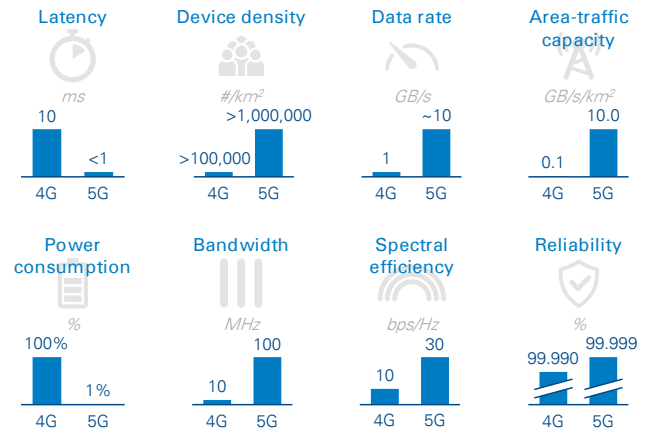 Latency
ms
10
<1
4G 5G
Device density
#/km²
>1,000,000
>100,000
4G 5G
Data rate
GB/s
~10
1
4G 5G
Area-traffic
capacity
GB/s/km²
10.0
0.1
4G 5G
Power
consumption
%
100%
1%
4G 5G
Bandwidth
MHz
100
10
4G 5G
Spectral
efficiency
bps/Hz
30
10
4G 5G
Reliability
%
99.999
99.990
4G 5G